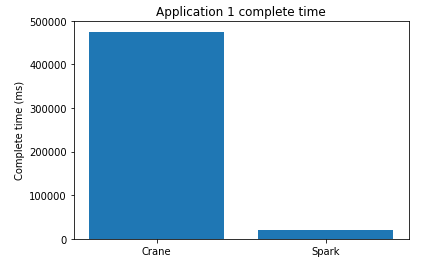 Application 1 complete time
Complete time (ms)
500000
400000
300000
200000
100000
0
Crane
Spark